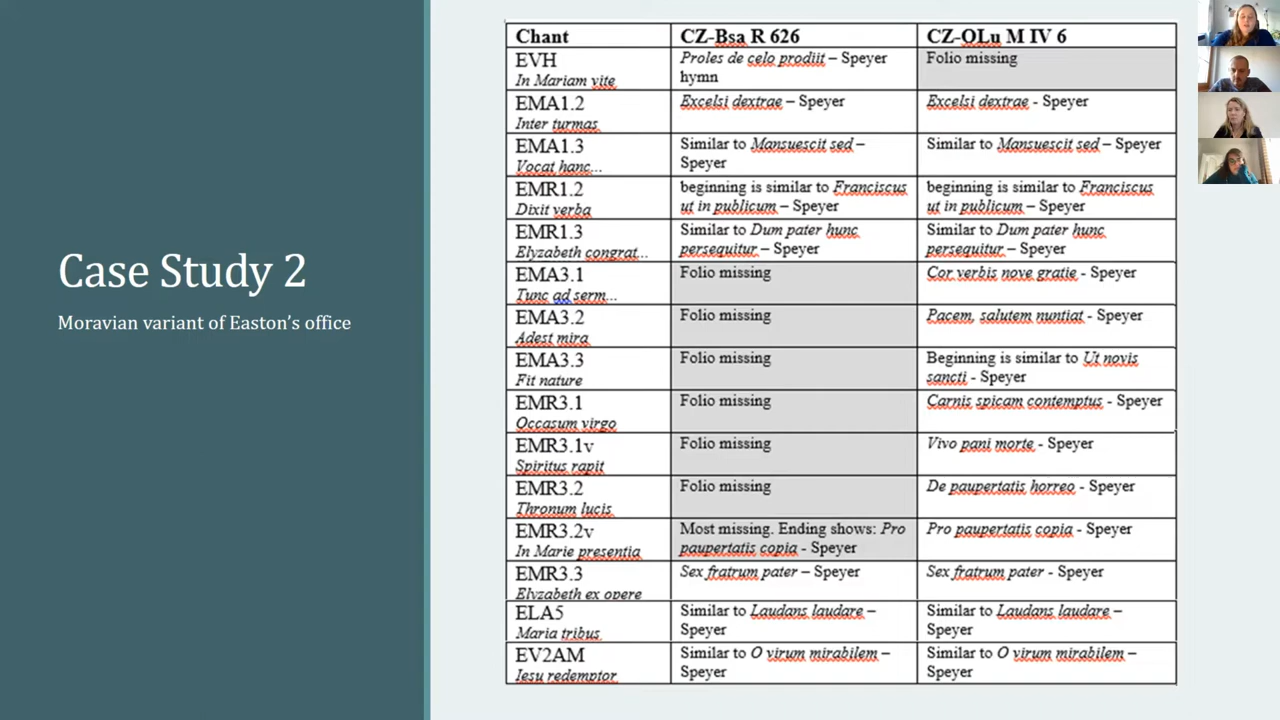 Case Study 2
Moravian variant of Easton's office
Chant CZ-Bsa R 626 CZ-OLu M IV 6
EVH Proles de celo prodiit – Speyer Folio missing
In Mariam vite hymn
EMA1.2 Excelsi dextrae – Speyer Excelsi dextrae - Speyer
Inter turmas
EMA1.3 Similar to Mansuescit sed – Similar to Mansuescit sed – Speyer
Vocat hanc... Speyer
EMR1.2 beginning is similar to Franciscus beginning is similar to Franciscus
Dixit verba ut in publicum – Speyer ut in publicum – Speyer
EMR1.3 Similar to Dum pater hunc Similar to Dum pater hunc
Elyzabeth congrat... persequitur – Speyer persequitur – Speyer
EMA3.1 Folio missing Cor verbis nove gratie - Speyer
Tunc ad serm...
EMA3.2 Folio missing Pacem, salutem nuntiat - Speyer
Adest mira
EMA3.3 Folio missing Beginning is similar to Ut novis
Fit nature sancti - Speyer
EMR3.1 Folio missing Carnis spicam contemptus - Speyer
Occasum virgo
EMR3.1v Folio missing Vivo pani morte - Speyer
Spiritus rapit
EMR3.2 Folio missing De paupertatis horreo - Speyer
Thronum lucis
EMR3.2v Most missing. Ending shows: Pro Pro paupertatis copia - Speyer
In Marie presentia paupertatis copia - Speyer
EMR3.3 Sex fratrum pater – Speyer Sex fratrum pater - Speyer
Elyzabeth ex opere
ELA5 Similar to Laudans laudare – Similar to Laudans laudare –
Maria tribus Speyer Speyer
EV2AM Similar to O virum mirabilem – Similar to O virum mirabilem –
Iesu redemptor Speyer Speyer